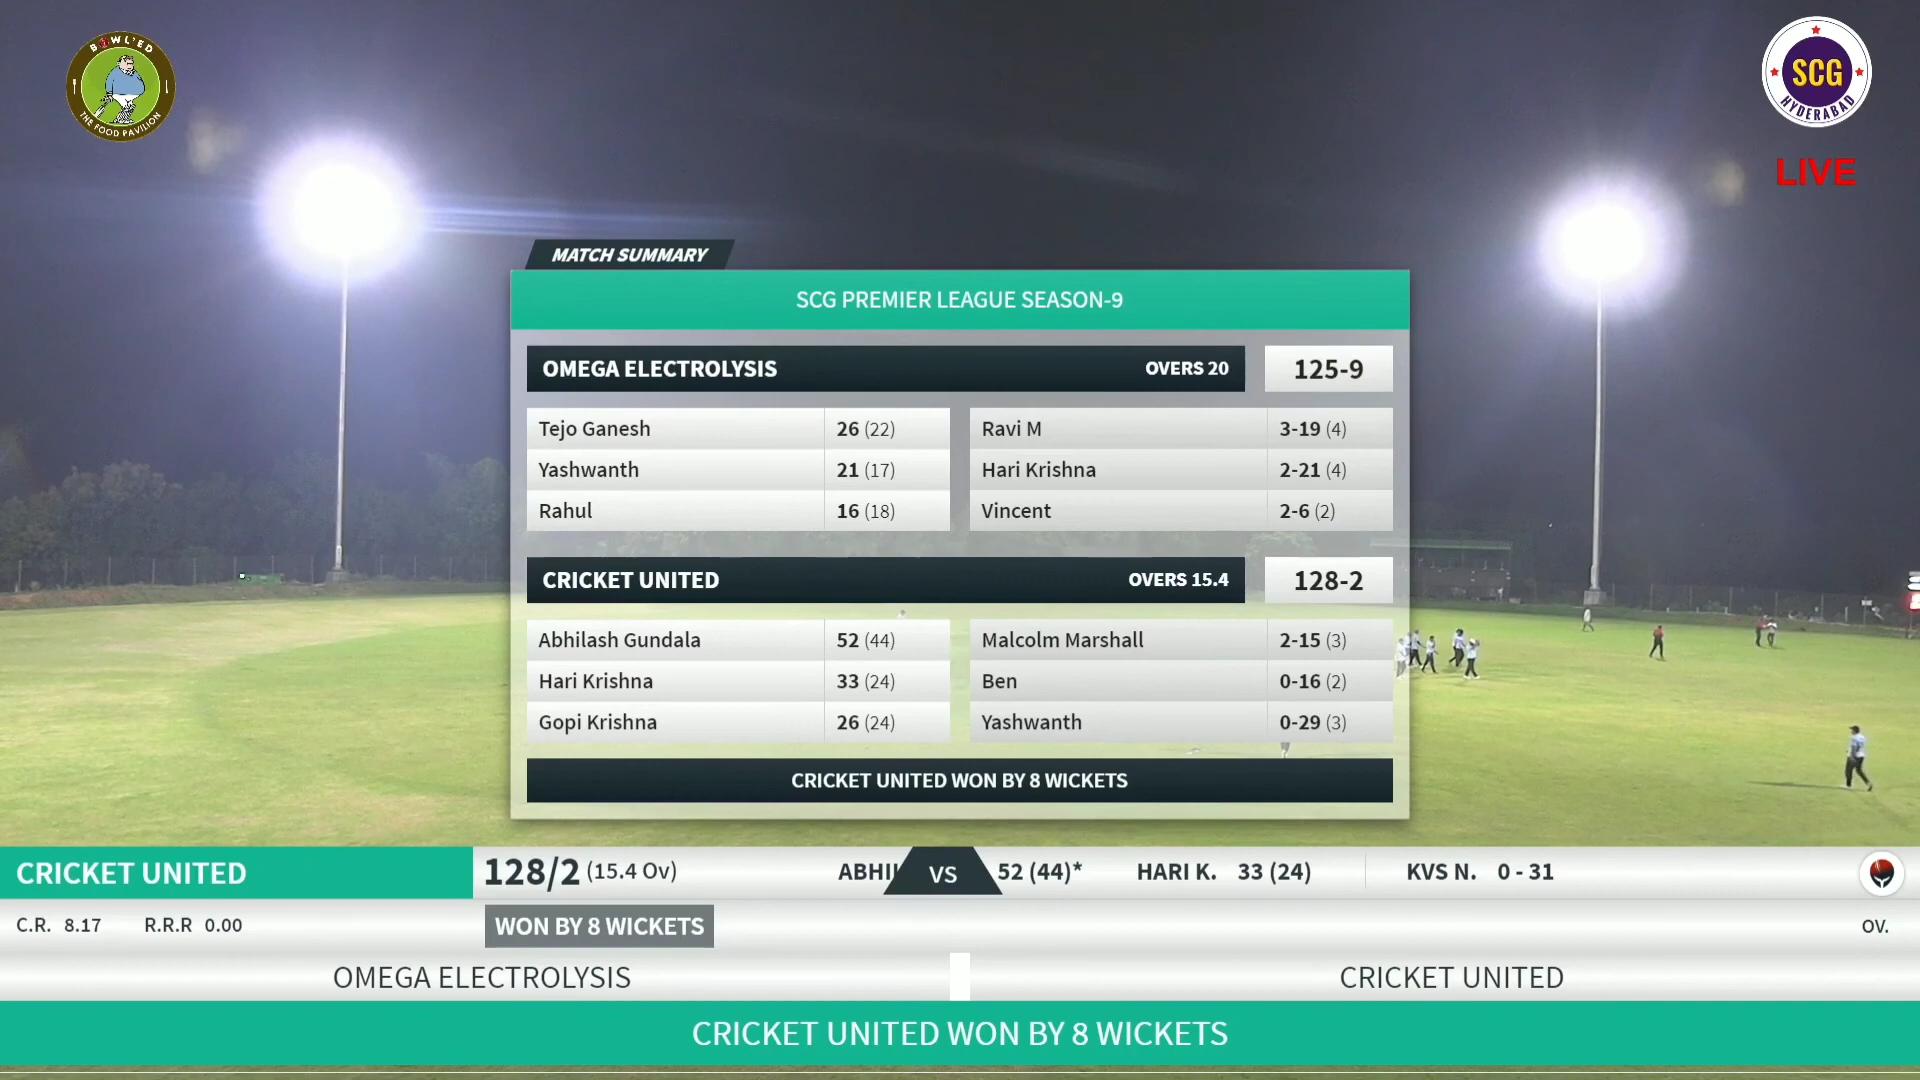 BOWL'ED
THE FOOD PAVILION
SCG
HYDERABAD
LIVE
MATCH SUMMARY
SCG PREMIER LEAGUE SEASON-9
OMEGA ELECTROLYSIS OVERS 20 125-9
Tejo Ganesh 26 (22) Ravi M 3-19 (4)
Yashwanth 21 (17) Hari Krishna 2-21 (4)
Rahul 16 (18) Vincent 2-6 (2)
CRICKET UNITED OVERS 15.4 128-2
Abhilash Gundala 52 (44) Malcolm Marshall 2-15 (3)
Hari Krishna 33 (24) Ben 0-16 (2)
Gopi Krishna 26 (24) Yashwanth 0-29 (3)
CRICKET UNITED WON BY 8 WICKETS
CRICKET UNITED 128/2 (15.4 Ov) ABHI VS 52 (44)* HARI K. 33 (24) KVS N. 0 - 31
C.R. 8.17 R.R.R 0.00 WON BY 8 WICKETS OV.
OMEGA ELECTROLYSIS CRICKET UNITED
CRICKET UNITED WON BY 8 WICKETS